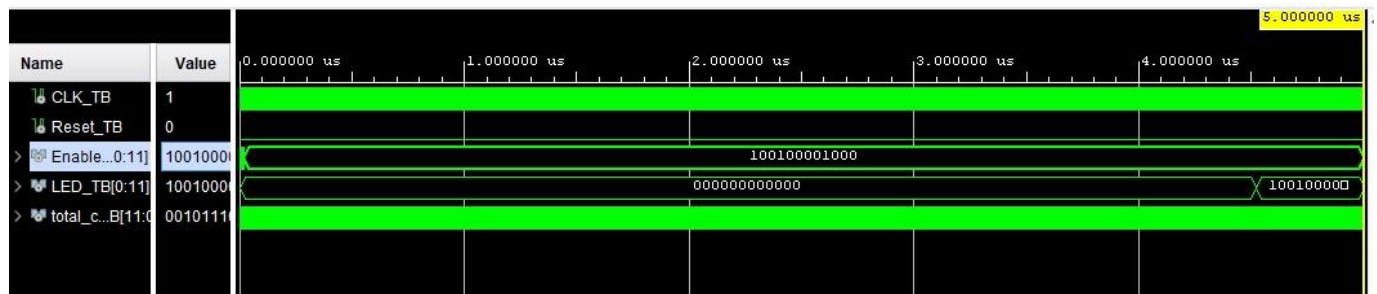 5.000000 us
Name Value 0.000000 us 1.000000 us 2.000000 us 3.000000 us 4.000000 us
CLK_TB 1
Reset_TB 0
Enable...0:11] 10010000 100100001000
LED_TB[0:11] 10010000 000000000000 10010000
total_c...B[11:0 00101110